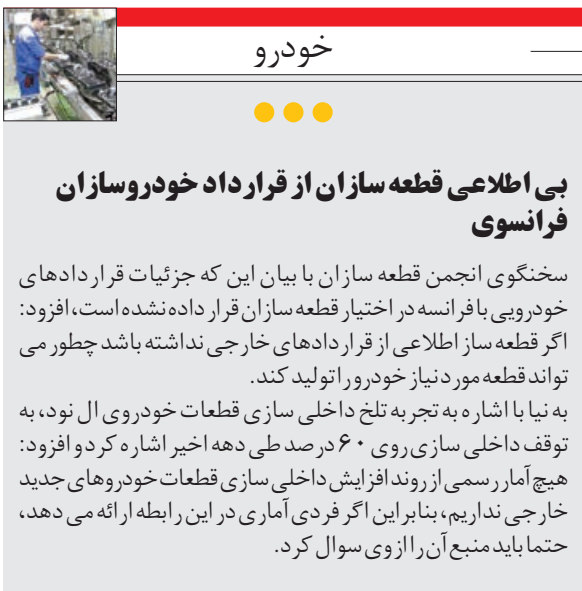 خودرو
بی اطلاعی قطعه سازان از قرارداد خودروسازان
فرانسوی
سخنگوی انجمن قطعه سازان با بیان این که جزئیات قراردادهای
خودرویی با فرانسه در اختیار قطعه سازان قرار داده نشده است، افزود:
اگر قطعه ساز اطلاعی از قراردادهای خارجی نداشته باشد چطور می
تواند قطعه مورد نیاز خودرو را تولید کند.
به نیا با اشاره به تجربه تلخ داخلی سازی قطعات خودروی ال نود، به
توقف داخلی سازی روی ۶۰ درصد طی دهه اخیر اشاره کرد و افزود:
هیچ آمار رسمی از روند افزایش داخلی سازی قطعات خودروهای جدید
خارجی نداریم، بنابراین اگر فردی آماری در این رابطه ارائه می دهد،
حتما باید منبع آن را از وی سوال کرد.